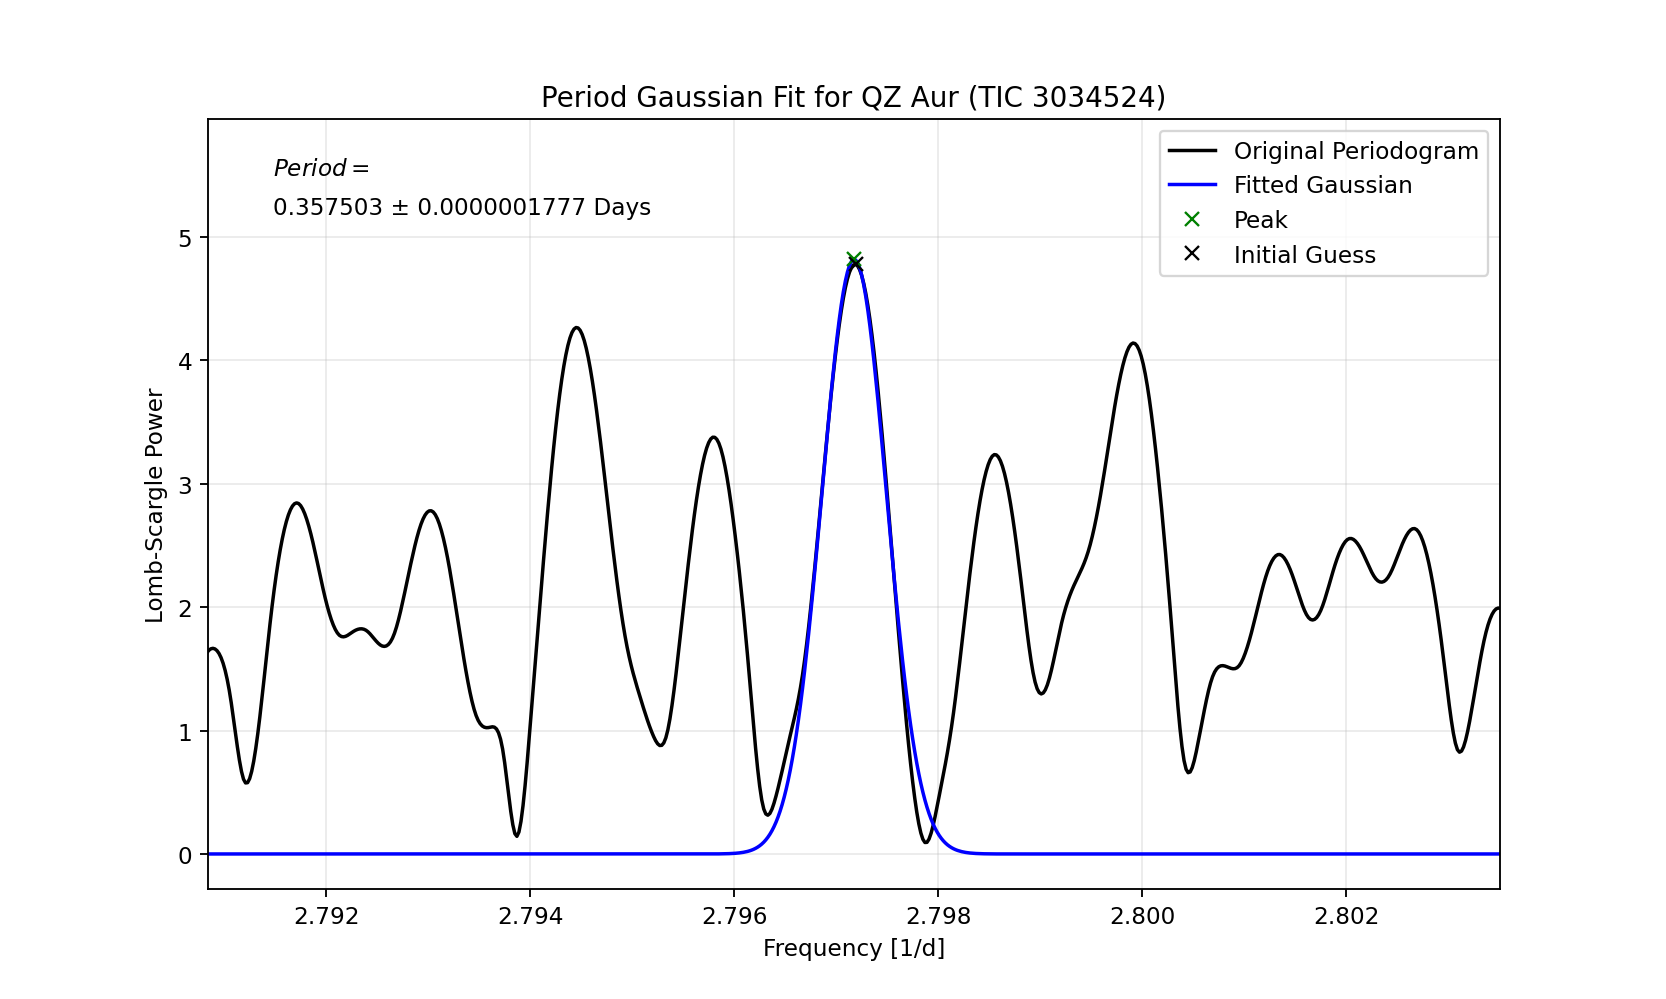 Period Gaussian Fit for QZ Aur (TIC 3034524)
Period =
0.357503 ± 0.0000001777 Days
Original Periodogram
Fitted Gaussian
Peak
Initial Guess
Lomb-Scargle Power
5
4
3
2
1
0
2.792 2.794 2.796 2.798 2.800 2.802
Frequency [1/d]